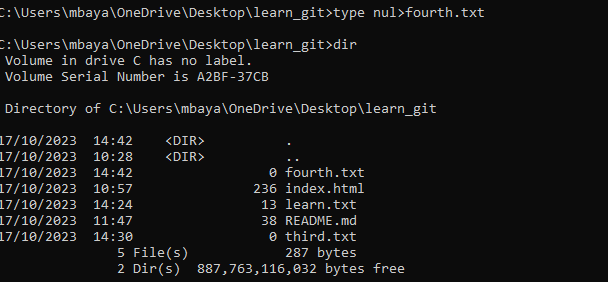 C:\Users\mbaya\OneDrive\Desktop\learn_git>type nul>fourth.txt
C:\Users\mbaya\OneDrive\Desktop\learn_git>dir
Volume in drive C has no label.
Volume Serial Number is A2BF-37CB
Directory of C:\Users\mbaya\OneDrive\Desktop\learn_git
17/10/2023 14:42 <DIR> .
17/10/2023 10:28 <DIR> ..
17/10/2023 14:42 0 fourth.txt
17/10/2023 10:57 236 index.html
17/10/2023 14:24 13 learn.txt
17/10/2023 11:47 38 README.md
17/10/2023 14:30 0 third.txt
5 File(s) 287 bytes
2 Dir(s) 887,763,116,032 bytes free